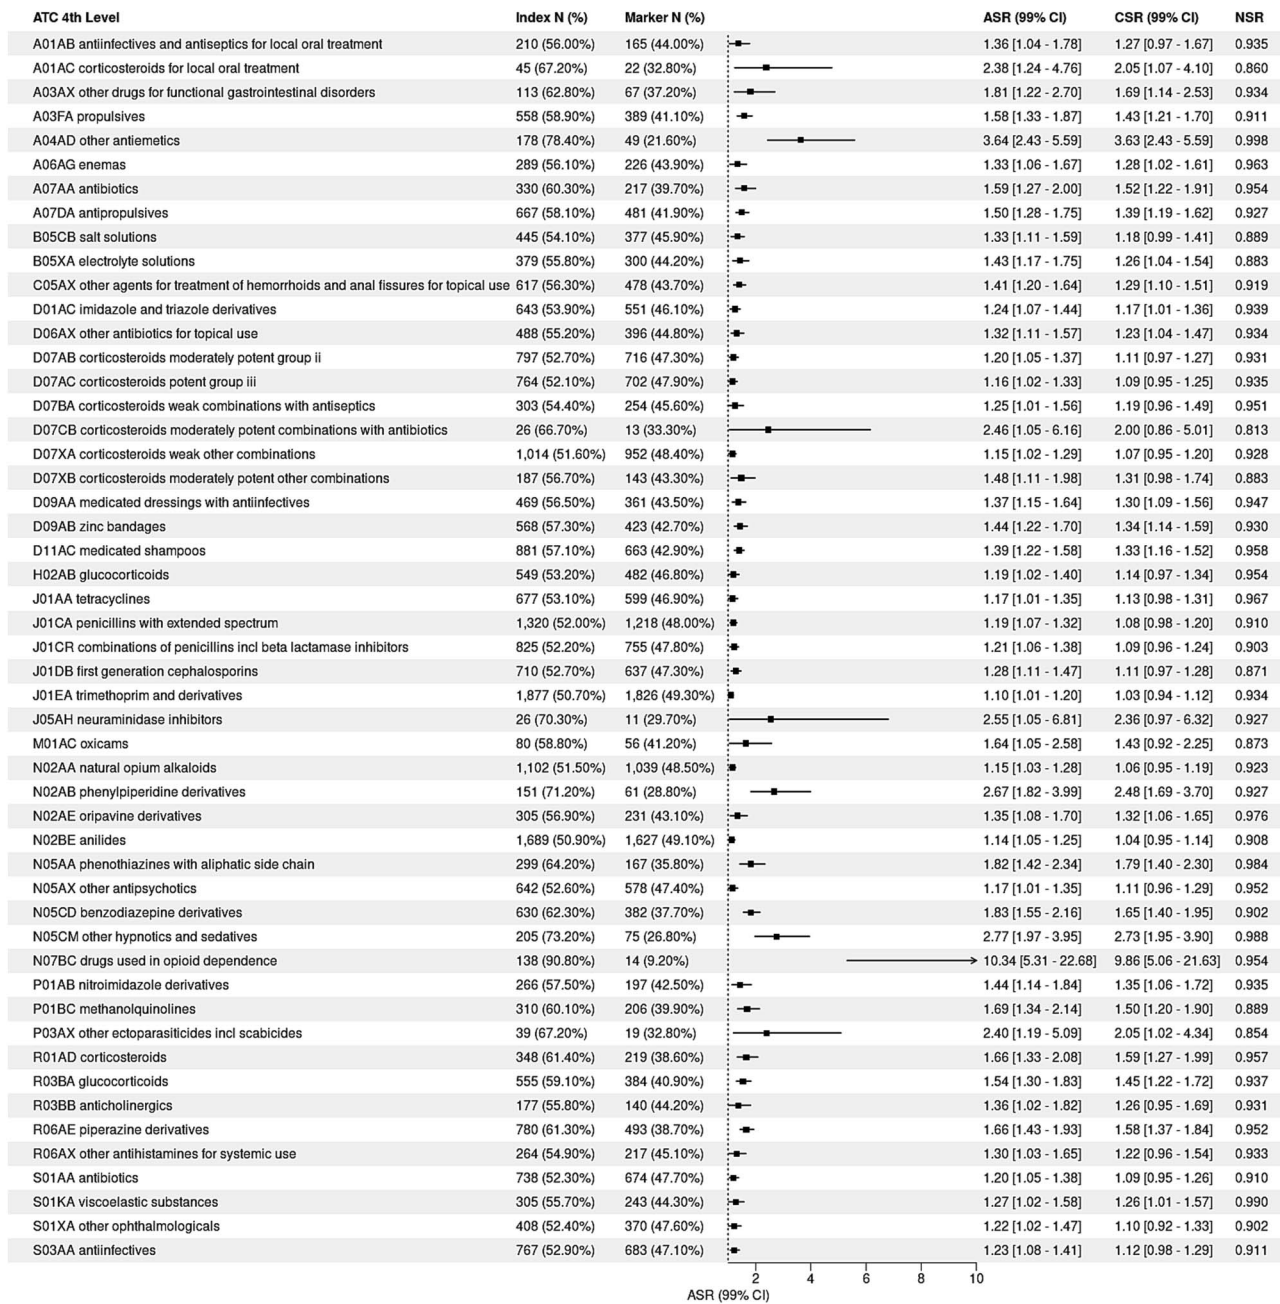 ATC 4th Level Index N (%) Marker N (%) ASR (99% CI) CSR (99% CI) NSR
A01AB antiinfectives and antiseptics for local oral treatment 210 (56.00%) 165 (44.00%) 1.36 [1.04 - 1.78] 1.27 [0.97 - 1.67] 0.935
A01AC corticosteroids for local oral treatment 45 (67.20%) 22 (32.80%) 2.38 [1.24 - 4.76] 2.05 [1.07 - 4.10] 0.860
A03AX other drugs for functional gastrointestinal disorders 113 (62.80%) 67 (37.20%) 1.81 [1.22 - 2.70] 1.69 [1.14 - 2.53] 0.934
A03FA propulsives 558 (58.90%) 389 (41.10%) 1.58 [1.33 - 1.87] 1.43 [1.21 - 1.70] 0.911
A04AD other antiemetics 178 (78.40%) 49 (21.60%) 3.64 [2.43 - 5.59] 3.63 [2.43 - 5.59] 0.998
A06AG enemas 289 (56.10%) 226 (43.90%) 1.33 [1.06 - 1.67] 1.28 [1.02 - 1.61] 0.963
A07AA antibiotics 330 (60.30%) 217 (39.70%) 1.59 [1.27 - 2.00] 1.52 [1.22 - 1.91] 0.954
A07DA antipropulsives 667 (58.10%) 481 (41.90%) 1.50 [1.28 - 1.75] 1.39 [1.19 - 1.62] 0.927
B05CB salt solutions 445 (54.10%) 377 (45.90%) 1.33 [1.11 - 1.59] 1.18 [0.99 - 1.41] 0.889
B05XA electrolyte solutions 379 (55.80%) 300 (44.20%) 1.43 [1.17 - 1.75] 1.26 [1.04 - 1.54] 0.883
C05AX other agents for treatment of hemorrhoids and anal fissures for topical use 617 (56.30%) 478 (43.70%) 1.41 [1.20 - 1.64] 1.29 [1.10 - 1.51] 0.919
D01AC imidazole and triazole derivatives 643 (53.90%) 551 (46.10%) 1.24 [1.07 - 1.44] 1.17 [1.01 - 1.36] 0.939
D06AX other antibiotics for topical use 488 (55.20%) 396 (44.80%) 1.32 [1.11 - 1.57] 1.23 [1.04 - 1.47] 0.934
D07AB corticosteroids moderately potent group ii 797 (52.70%) 716 (47.30%) 1.20 [1.05 - 1.37] 1.11 [0.97 - 1.27] 0.931
D07AC corticosteroids potent group iii 764 (52.10%) 702 (47.90%) 1.16 [1.02 - 1.33] 1.09 [0.95 - 1.25] 0.935
D07BA corticosteroids weak combinations with antiseptics 303 (54.40%) 254 (45.60%) 1.25 [1.01 - 1.56] 1.19 [0.96 - 1.49] 0.951
D07CB corticosteroids moderately potent combinations with antibiotics 26 (66.70%) 13 (33.30%) 2.46 [1.05 - 6.16] 2.00 [0.86 - 5.01] 0.813
D07XA corticosteroids weak other combinations 1,014 (51.60%) 952 (48.40%) 1.15 [1.02 - 1.29] 1.07 [0.95 - 1.20] 0.928
D07XB corticosteroids moderately potent other combinations 187 (56.70%) 143 (43.30%) 1.48 [1.11 - 1.98] 1.31 [0.98 - 1.74] 0.883
D09AA medicated dressings with antiinfectives 469 (56.50%) 361 (43.50%) 1.37 [1.15 - 1.64] 1.30 [1.09 - 1.56] 0.947
D09AB zinc bandages 568 (57.30%) 423 (42.70%) 1.44 [1.22 - 1.70] 1.34 [1.14 - 1.59] 0.930
D11AC medicated shampoos 881 (57.10%) 663 (42.90%) 1.39 [1.22 - 1.58] 1.33 [1.16 - 1.52] 0.958
H02AB glucocorticoids 549 (53.20%) 482 (46.80%) 1.19 [1.02 - 1.40] 1.14 [0.97 - 1.34] 0.954
J01AA tetracyclines 677 (53.10%) 599 (46.90%) 1.17 [1.01 - 1.35] 1.13 [0.98 - 1.31] 0.967
J01CA penicillins with extended spectrum 1,320 (52.00%) 1,218 (48.00%) 1.19 [1.07 - 1.32] 1.08 [0.98 - 1.20] 0.910
J01CR combinations of penicillins incl beta lactamase inhibitors 825 (52.20%) 755 (47.80%) 1.21 [1.06 - 1.38] 1.09 [0.96 - 1.24] 0.903
J01DB first generation cephalosporins 710 (52.70%) 637 (47.30%) 1.28 [1.11 - 1.47] 1.11 [0.97 - 1.28] 0.871
J01EA trimethoprim and derivatives 1,877 (50.70%) 1,826 (49.30%) 1.10 [1.01 - 1.20] 1.03 [0.94 - 1.12] 0.934
J05AH neuraminidase inhibitors 26 (70.30%) 11 (29.70%) 2.55 [1.05 - 6.81] 2.36 [0.97 - 6.32] 0.927
M01AC oxicams 80 (58.80%) 56 (41.20%) 1.64 [1.05 - 2.58] 1.43 [0.92 - 2.25] 0.873
N02AA natural opium alkaloids 1,102 (51.50%) 1,039 (48.50%) 1.15 [1.03 - 1.28] 1.06 [0.95 - 1.19] 0.923
N02AB phenylpiperidine derivatives 151 (71.20%) 61 (28.80%) 2.67 [1.82 - 3.99] 2.48 [1.69 - 3.70] 0.927
N02AE oripavine derivatives 305 (56.90%) 231 (43.10%) 1.35 [1.08 - 1.70] 1.32 [1.06 - 1.65] 0.976
N02BE anilides 1,689 (50.90%) 1,627 (49.10%) 1.14 [1.05 - 1.25] 1.04 [0.95 - 1.14] 0.908
N05AA phenothiazines with aliphatic side chain 299 (64.20%) 167 (35.80%) 1.82 [1.42 - 2.34] 1.79 [1.40 - 2.30] 0.984
N05AX other antipsychotics 642 (52.60%) 578 (47.40%) 1.17 [1.01 - 1.35] 1.11 [0.96 - 1.29] 0.952
N05CD benzodiazepine derivatives 630 (62.30%) 382 (37.70%) 1.83 [1.55 - 2.16] 1.65 [1.40 - 1.95] 0.902
N05CM other hypnotics and sedatives 205 (73.20%) 75 (26.80%) 2.77 [1.97 - 3.95] 2.73 [1.95 - 3.90] 0.988
N07BC drugs used in opioid dependence 138 (90.80%) 14 (9.20%) 10.34 [5.31 - 22.68] 9.86 [5.06 - 21.63] 0.954
P01AB nitroimidazole derivatives 266 (57.50%) 197 (42.50%) 1.44 [1.14 - 1.84] 1.35 [1.06 - 1.72] 0.935
P01BC methanolquinolines 310 (60.10%) 206 (39.90%) 1.69 [1.34 - 2.14] 1.50 [1.20 - 1.90] 0.889
P03AX other ectoparasiticides incl scabicides 39 (67.20%) 19 (32.80%) 2.40 [1.19 - 5.09] 2.05 [1.02 - 4.34] 0.854
R01AD corticosteroids 348 (61.40%) 219 (38.60%) 1.66 [1.33 - 2.08] 1.59 [1.27 - 1.99] 0.957
R03BA glucocorticoids 555 (59.10%) 384 (40.90%) 1.54 [1.30 - 1.83] 1.45 [1.22 - 1.72] 0.937
R03BB anticholinergics 177 (55.80%) 140 (44.20%) 1.36 [1.02 - 1.82] 1.26 [0.95 - 1.69] 0.931
R06AE piperazine derivatives 780 (61.30%) 493 (38.70%) 1.66 [1.43 - 1.93] 1.58 [1.37 - 1.84] 0.952
R06AX other antihistamines for systemic use 264 (54.90%) 217 (45.10%) 1.30 [1.03 - 1.65] 1.22 [0.96 - 1.54] 0.933
S01AA antibiotics 738 (52.30%) 674 (47.70%) 1.20 [1.05 - 1.38] 1.09 [0.95 - 1.26] 0.910
S01KA viscoelastic substances 305 (55.70%) 243 (44.30%) 1.27 [1.02 - 1.58] 1.26 [1.01 - 1.57] 0.990
S01XA other ophthalmologicals 408 (52.40%) 370 (47.60%) 1.22 [1.02 - 1.47] 1.10 [0.92 - 1.33] 0.902
S03AA antiinfectives 767 (52.90%) 683 (47.10%) 1.23 [1.08 - 1.41] 1.12 [0.98 - 1.29] 0.911
2 4 6 8 10
ASR (99% CI)